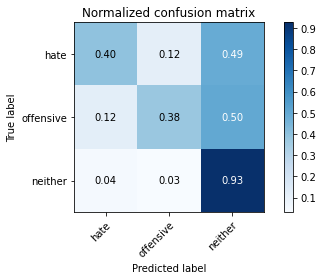 Normalized confusion matrix
True label
hate
offensive
neither
0.40 0.12 0.49
0.12 0.38 0.50
0.04 0.03 0.93
hate offensive neither
Predicted label
0.9
0.8
0.7
0.6
0.5
0.4
0.3
0.2
0.1